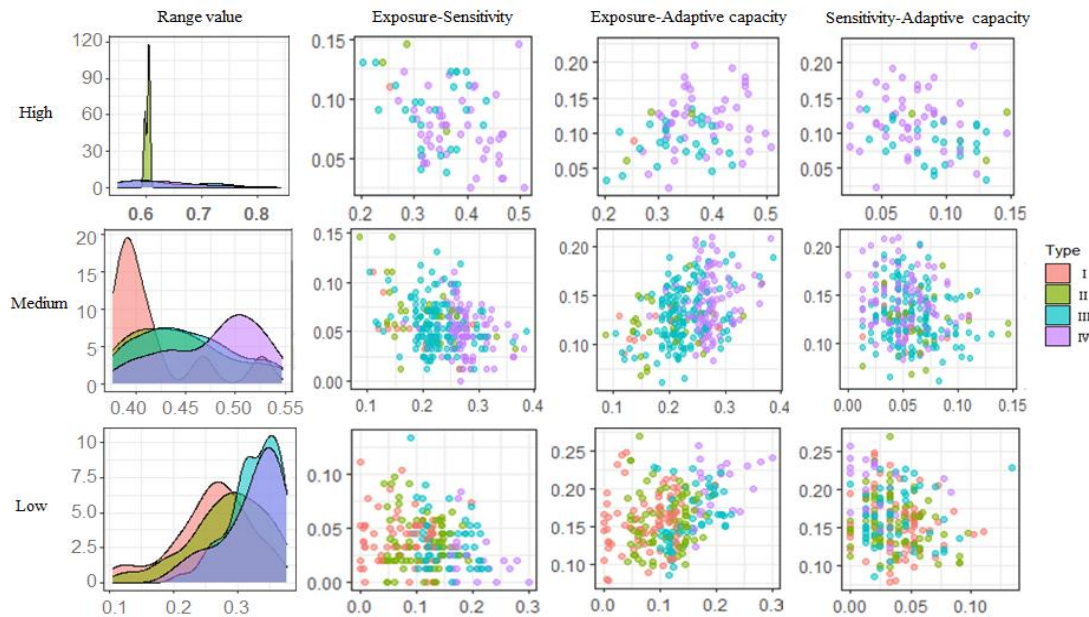 Range value Exposure-Sensitivity Exposure-Adaptive capacity Sensitivity-Adaptive capacity
High
120
90
60
30
0
0.6 0.7 0.8
0.15
0.10
0.05
0.2 0.3 0.4 0.5
0.20
0.15
0.10
0.05
0.2 0.3 0.4 0.5
0.20
0.15
0.10
0.05
0.05 0.10 0.15
Medium
20
15
10
5
0
0.40 0.45 0.50 0.55
0.15
0.10
0.05
0.00
0.1 0.2 0.3 0.4
0.20
0.15
0.10
0.1 0.2 0.3 0.4
0.20
0.15
0.10
0.00 0.05 0.10 0.15
Type
I
II
III
IV
Low
10
7.5
5.0
2.5
0
0.1 0.2 0.3
0.15
0.10
0.05
0.00
0.0 0.1 0.2 0.3
0.25
0.20
0.15
0.10
0.0 0.1 0.2 0.3
0.25
0.20
0.15
0.10
0.00 0.05 0.10